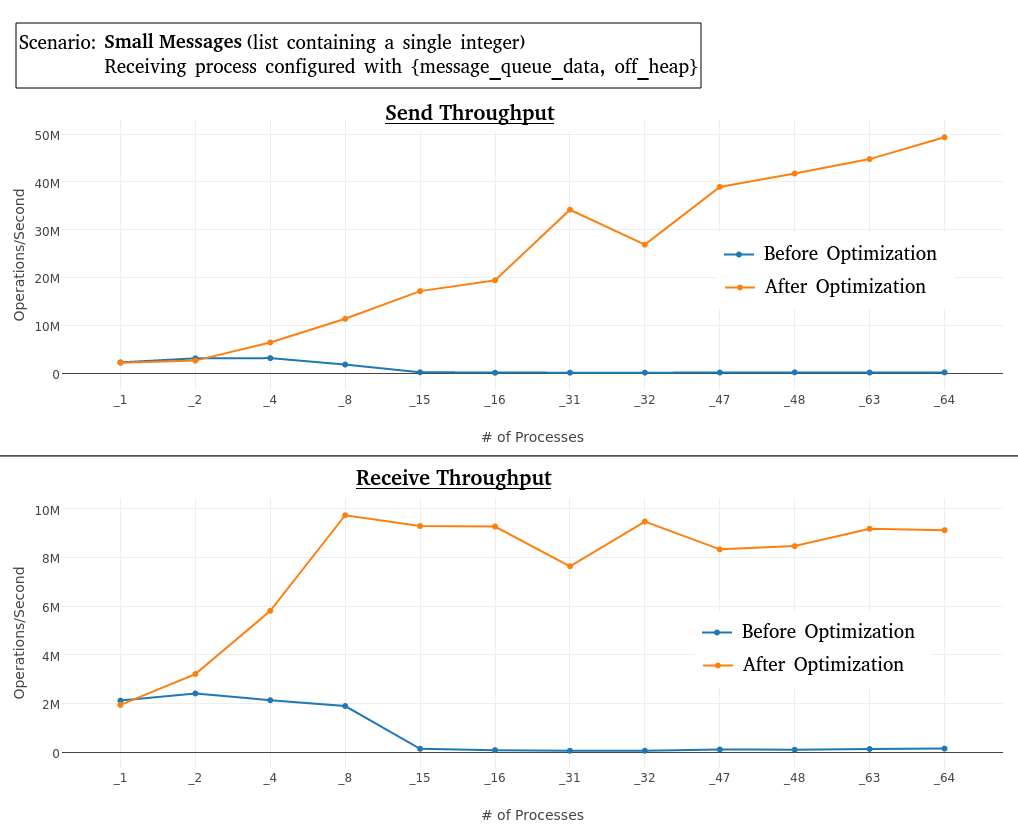 Scenario: Small Messages (list containing a single integer)
Receiving process configured with {message_queue_data, off_heap}
Send Throughput
50M
40M
30M
20M
10M
0
Operations/Second
Before Optimization
After Optimization
_1 _2 _4 _8 _15 _16 _31 _32 _47 _48 _63 _64
# of Processes
Receive Throughput
10M
8M
6M
4M
2M
0
Operations/Second
Before Optimization
After Optimization
_1 _2 _4 _8 _15 _16 _31 _32 _47 _48 _63 _64
# of Processes